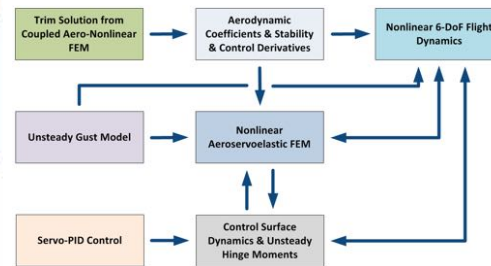 Trim Solution from
Coupled Aero-Nonlinear
FEM
Aerodynamic
Coefficients & Stability
& Control Derivatives
Nonlinear 6-DoF Flight
Dynamics
Unsteady Gust Model
Nonlinear
Aeroservoelastic FEM
Servo-PID Control
Control Surface
Dynamics & Unsteady
Hinge Moments